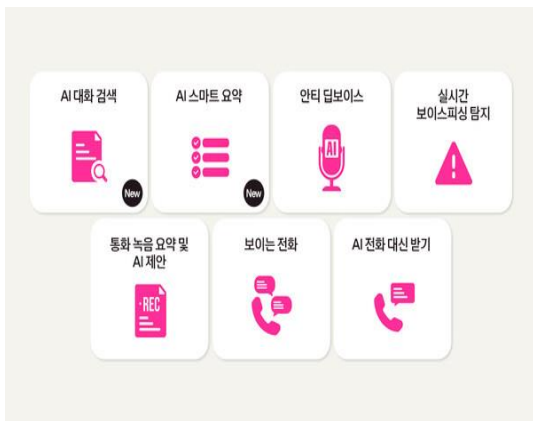 AI 대화 검색
New
AI 스마트 요약
New
안티 딥보이스
AI
실시간
보이스피싱 탐지
통화 녹음 요약 및
AI 제안
·REC
보이는 전화
AI 전화 대신 받기